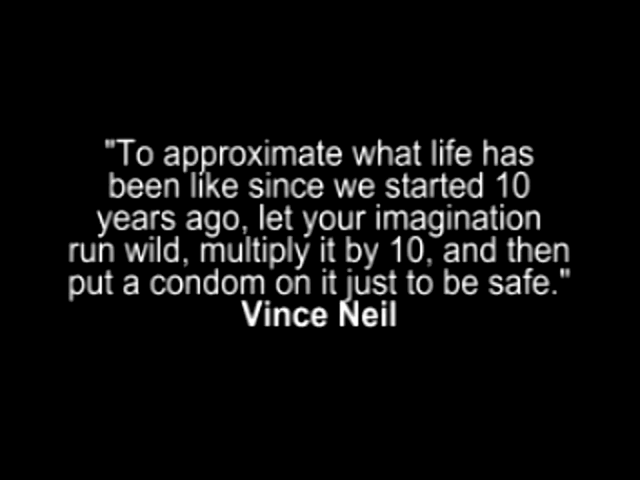 "To approximate what life has
been like since we started 10
years ago, let your imagination
run wild, multiply it by 10, and then
put a condom on it just to be safe."
Vince Neil